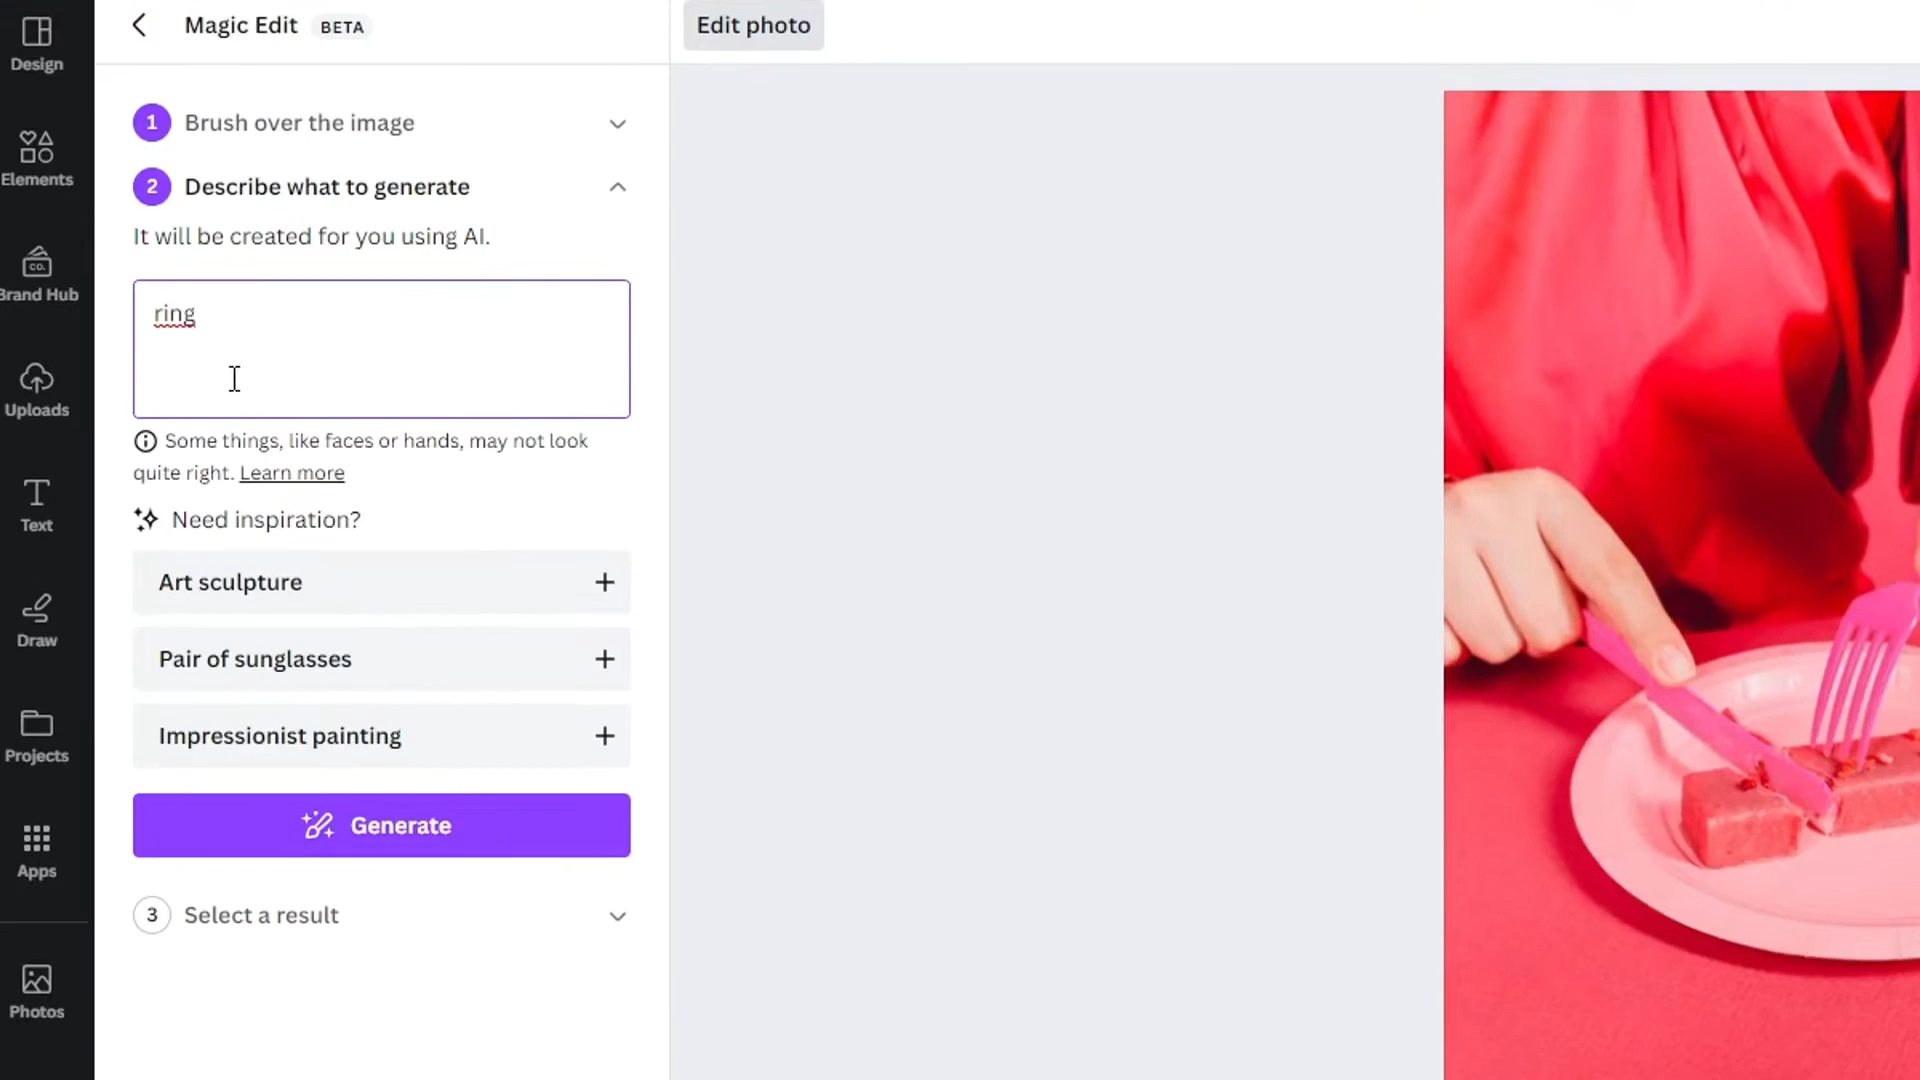 Design
Elements
CO.
Brand Hub
Uploads
Text
Draw
Projects
Apps
Photos
Magic Edit BETA
1 Brush over the image
2 Describe what to generate
It will be created for you using AI.
ring
Some things, like faces or hands, may not look
quite right. Learn more
Need inspiration?
Art sculpture
Pair of sunglasses
Impressionist painting
Generate
3 Select a result
Edit photo